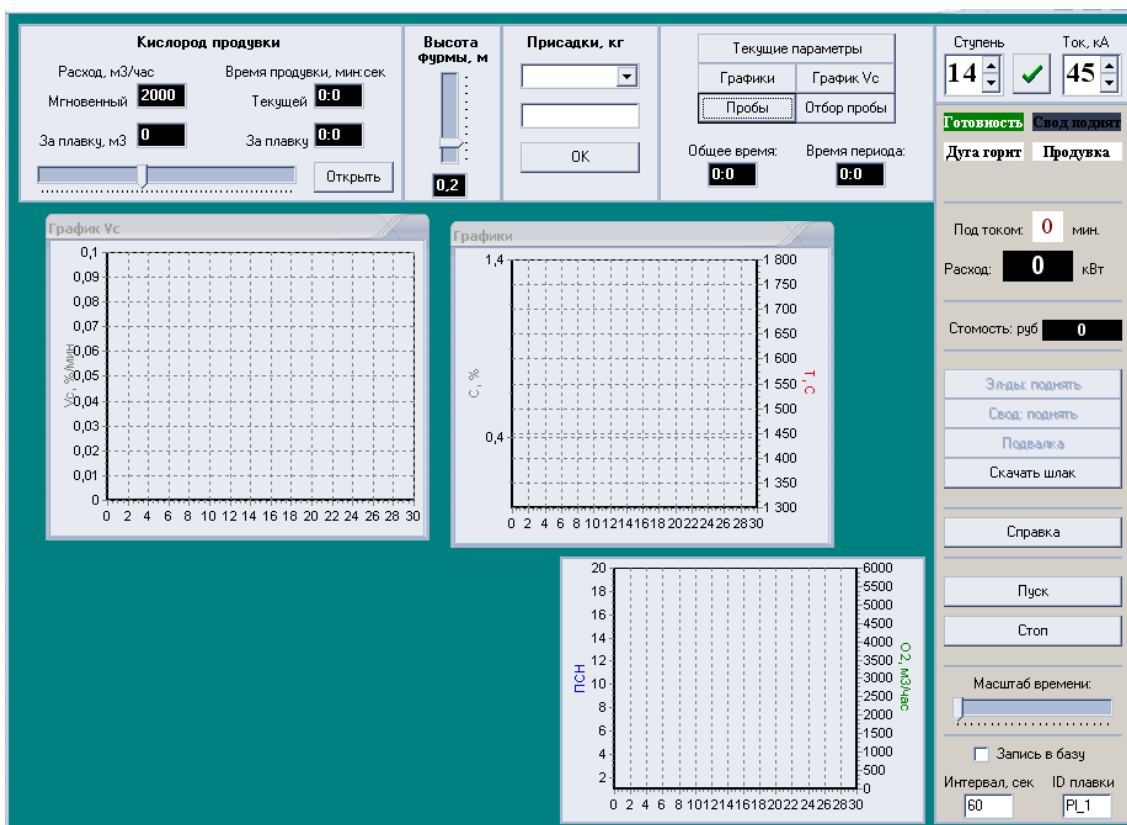 Кислород продувки
Расход, м3/час Время продувки, мин:сек
Мгновенный 2000 Текущей 0:0
За плавку, м3 0 За плавку 0:0
Открыть
Высота
фурмы, м
0,2
Присадки, кг
OK
Текущие параметры
Графики График Vc
Пробы Отбор пробы
Общее время: Время периода:
0:0 0:0
Ступень Ток, кА
14 45
Готовность Свод поднят
Дуга горит Продувка
Под током: 0 мин.
Расход: 0 кВт
Стомость: руб 0
Эл-ды: поднять
Свод: поднять
Подвалка
Скачать шлак
Справка
Пуск
Стоп
Масштаб времени:
Запись в базу
Интервал, сек ID плавки
60 Pl_1
График Vc
0,1
0,09
0,08
0,07
0,06
0,05
0,04
0,03
0,02
0,01
0
Vc, %/мин
0 2 4 6 8 10 12 14 16 18 20 22 24 26 28 30
Графики
1,4
0,4
C, %
1 800
1 750
1 700
1 650
1 600
1 550
1 500
1 450
1 400
1 350
1 300
T, C
0 2 4 6 8 10 12 14 16 18 20 22 24 26 28 30
20
18
16
14
12
10
8
6
4
2
ПСН
6000
5500
5000
4500
4000
3500
3000
2500
2000
1500
1000
500
0
O2, м3/час
0 2 4 6 8 10 12 14 16 18 20 22 24 26 28 30